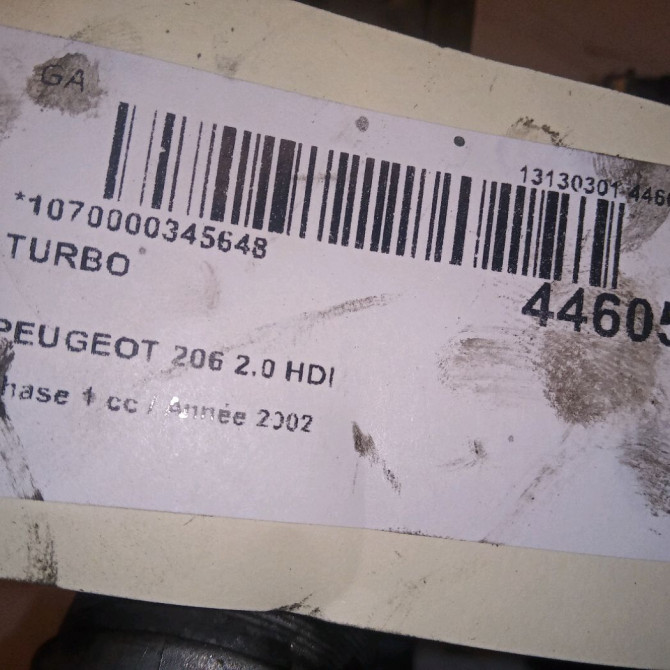 GA
13130301 446
*1070000345648
TURBO
44605
PEUGEOT 206 2.0 HDI
hase 1 cc / Année 2002